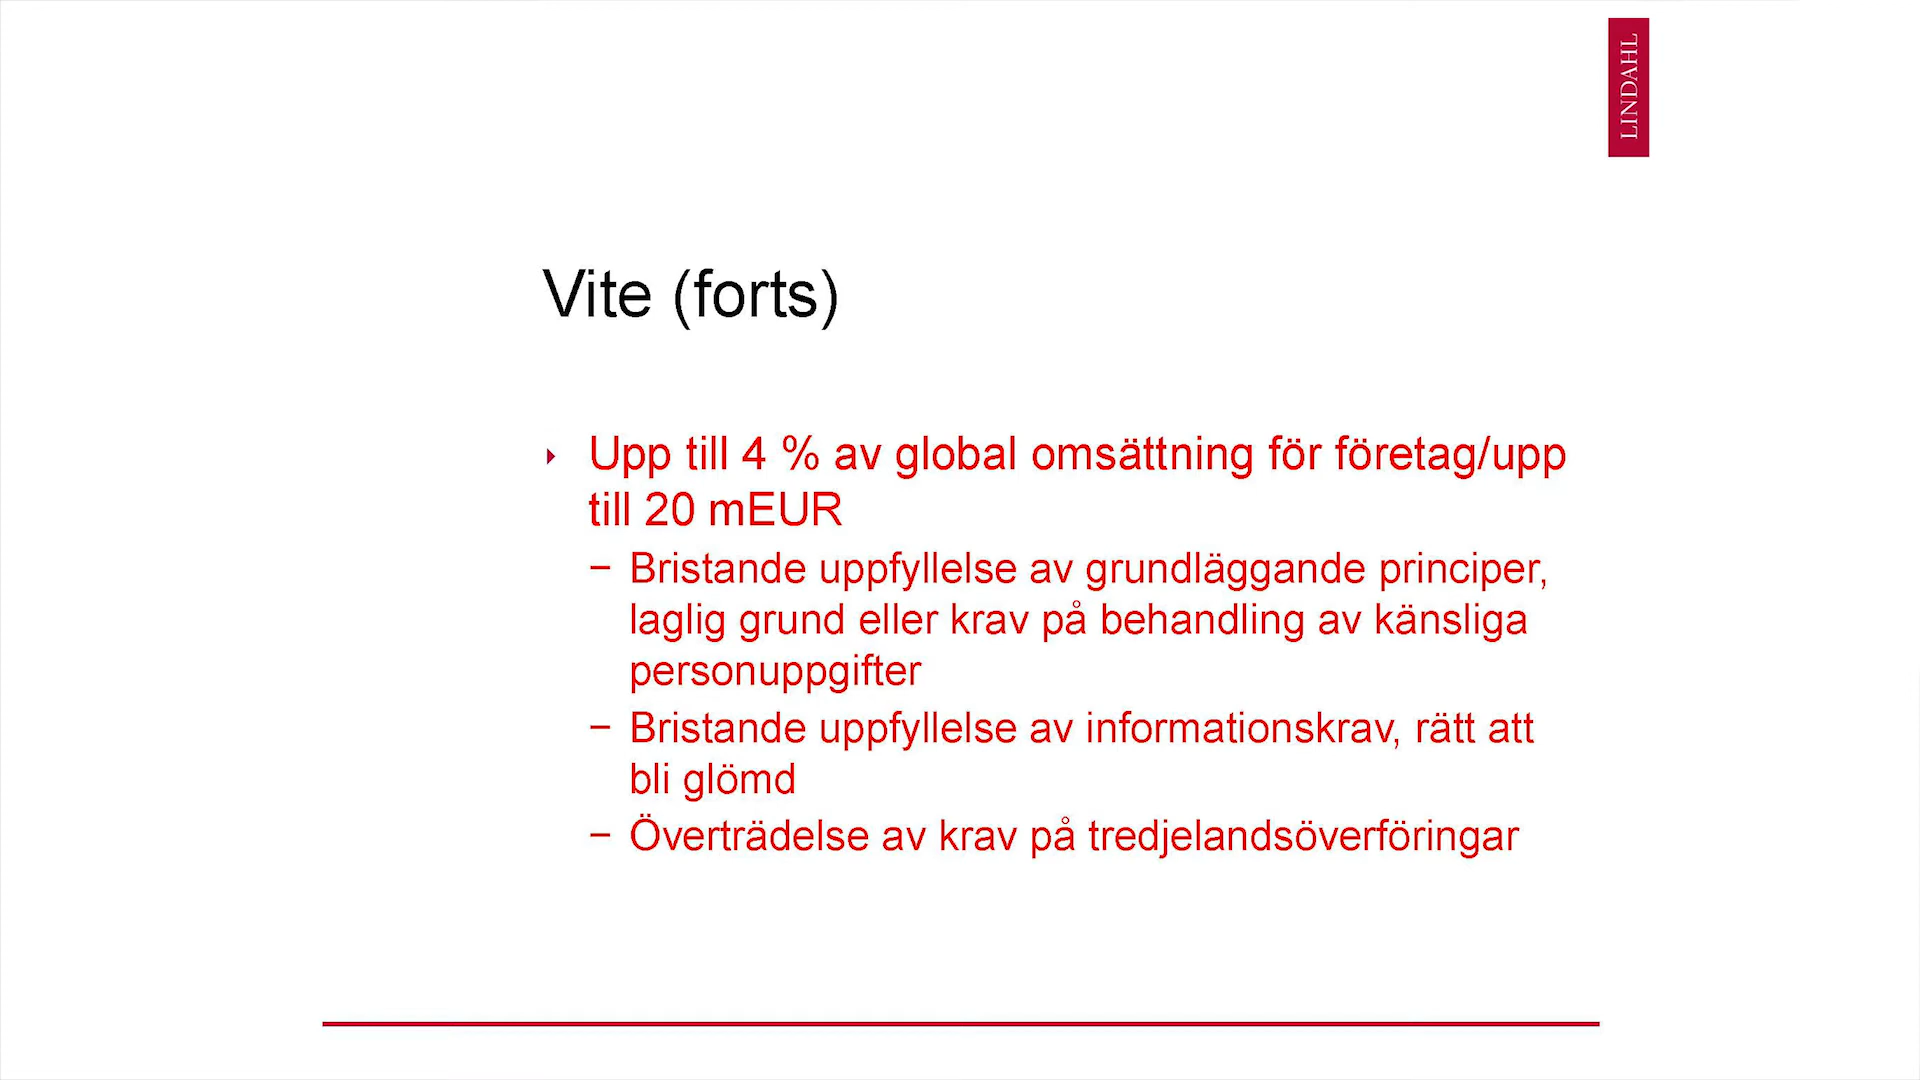 LINDAHL
Vite (forts)
‣ Upp till 4 % av global omsättning för företag/upp
till 20 mEUR
− Bristande uppfyllelse av grundläggande principer,
laglig grund eller krav på behandling av känsliga
personuppgifter
− Bristande uppfyllelse av informationskrav, rätt att
bli glömd
− Överträdelse av krav på tredjelandsöverföringar